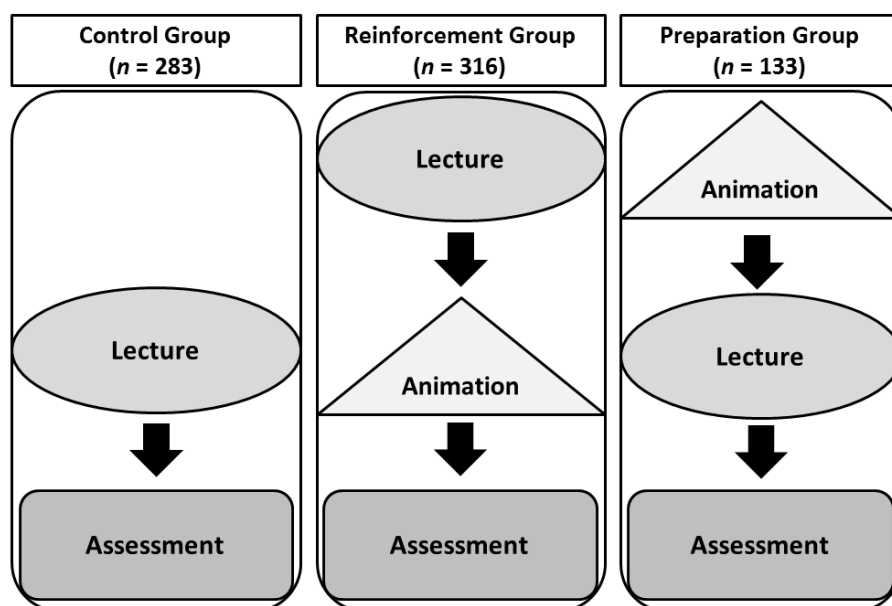 Control Group
(n = 283)
Lecture
Assessment
Reinforcement Group
(n = 316)
Lecture
Animation
Assessment
Preparation Group
(n = 133)
Animation
Lecture
Assessment